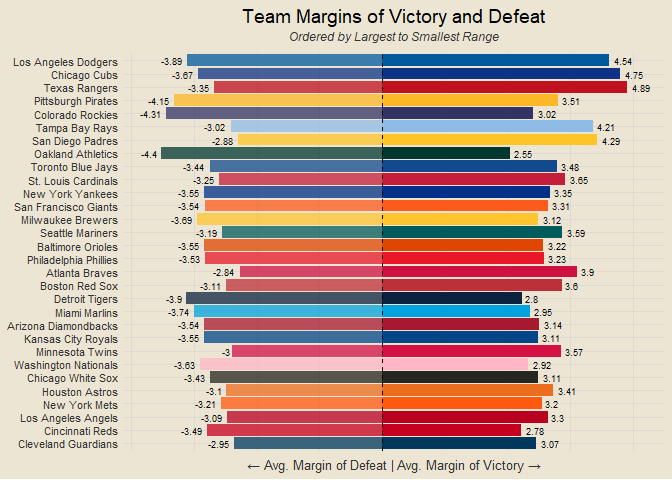 Team Margins of Victory and Defeat
Ordered by Largest to Smallest Range
Los Angeles Dodgers -3.89 4.54
Chicago Cubs -3.67 4.75
Texas Rangers -3.35 4.89
Pittsburgh Pirates -4.15 3.51
Colorado Rockies -4.31 3.02
Tampa Bay Rays -3.02 4.21
San Diego Padres -2.88 4.29
Oakland Athletics -4.4 2.55
Toronto Blue Jays -3.44 3.48
St. Louis Cardinals -3.25 3.65
New York Yankees -3.55 3.35
San Francisco Giants -3.54 3.31
Milwaukee Brewers -3.69 3.12
Seattle Mariners -3.19 3.59
Baltimore Orioles -3.55 3.22
Philadelphia Phillies -3.53 3.23
Atlanta Braves -2.84 3.9
Boston Red Sox -3.11 3.6
Detroit Tigers -3.9 2.8
Miami Marlins -3.74 2.95
Arizona Diamondbacks -3.54 3.14
Kansas City Royals -3.55 3.11
Minnesota Twins -3 3.57
Washington Nationals -3.63 2.92
Chicago White Sox -3.43 3.11
Houston Astros -3.1 3.41
New York Mets -3.21 3.2
Los Angeles Angels -3.09 3.3
Cincinnati Reds -3.49 2.78
Cleveland Guardians -2.95 3.07
← Avg. Margin of Defeat | Avg. Margin of Victory →